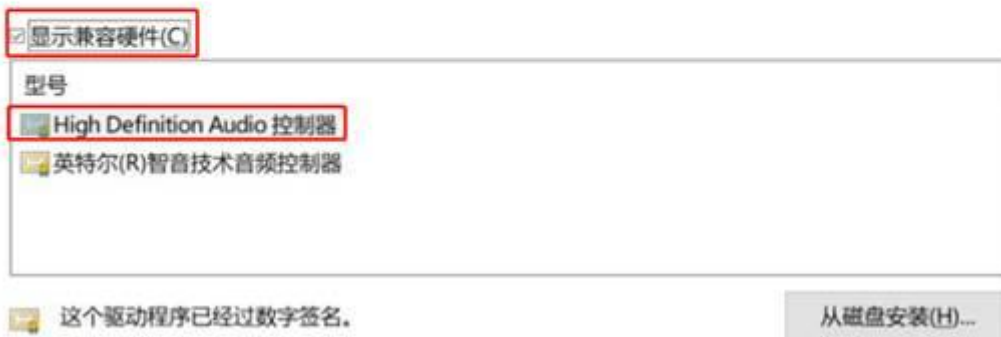 显示兼容硬件(C)
型号
High Definition Audio 控制器
英特尔(R)智音技术音频控制器
这个驱动程序已经过数字签名。
从磁盘安装(H)...